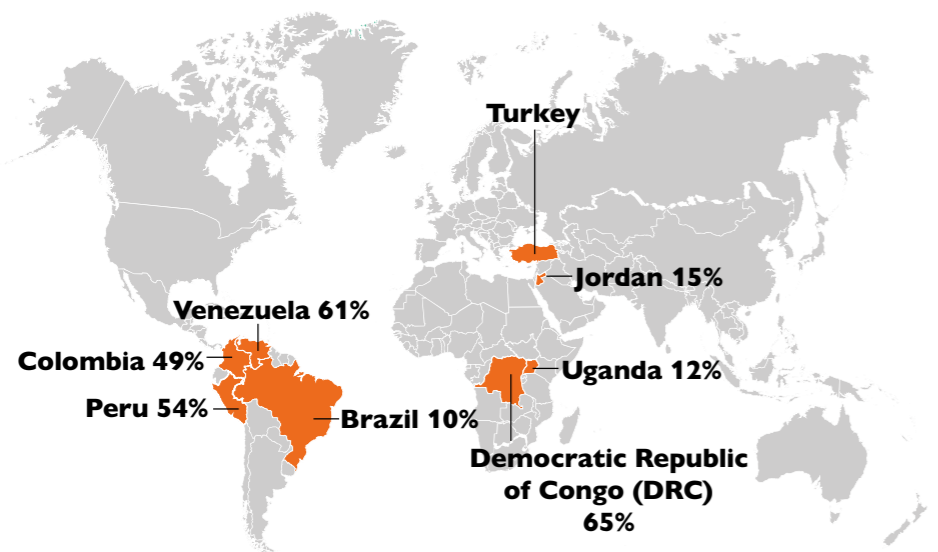 Turkey
Jordan 15%
Venezuela 61%
Colombia 49%
Uganda 12%
Peru 54%
Brazil 10%
Democratic Republic
of Congo (DRC)
65%